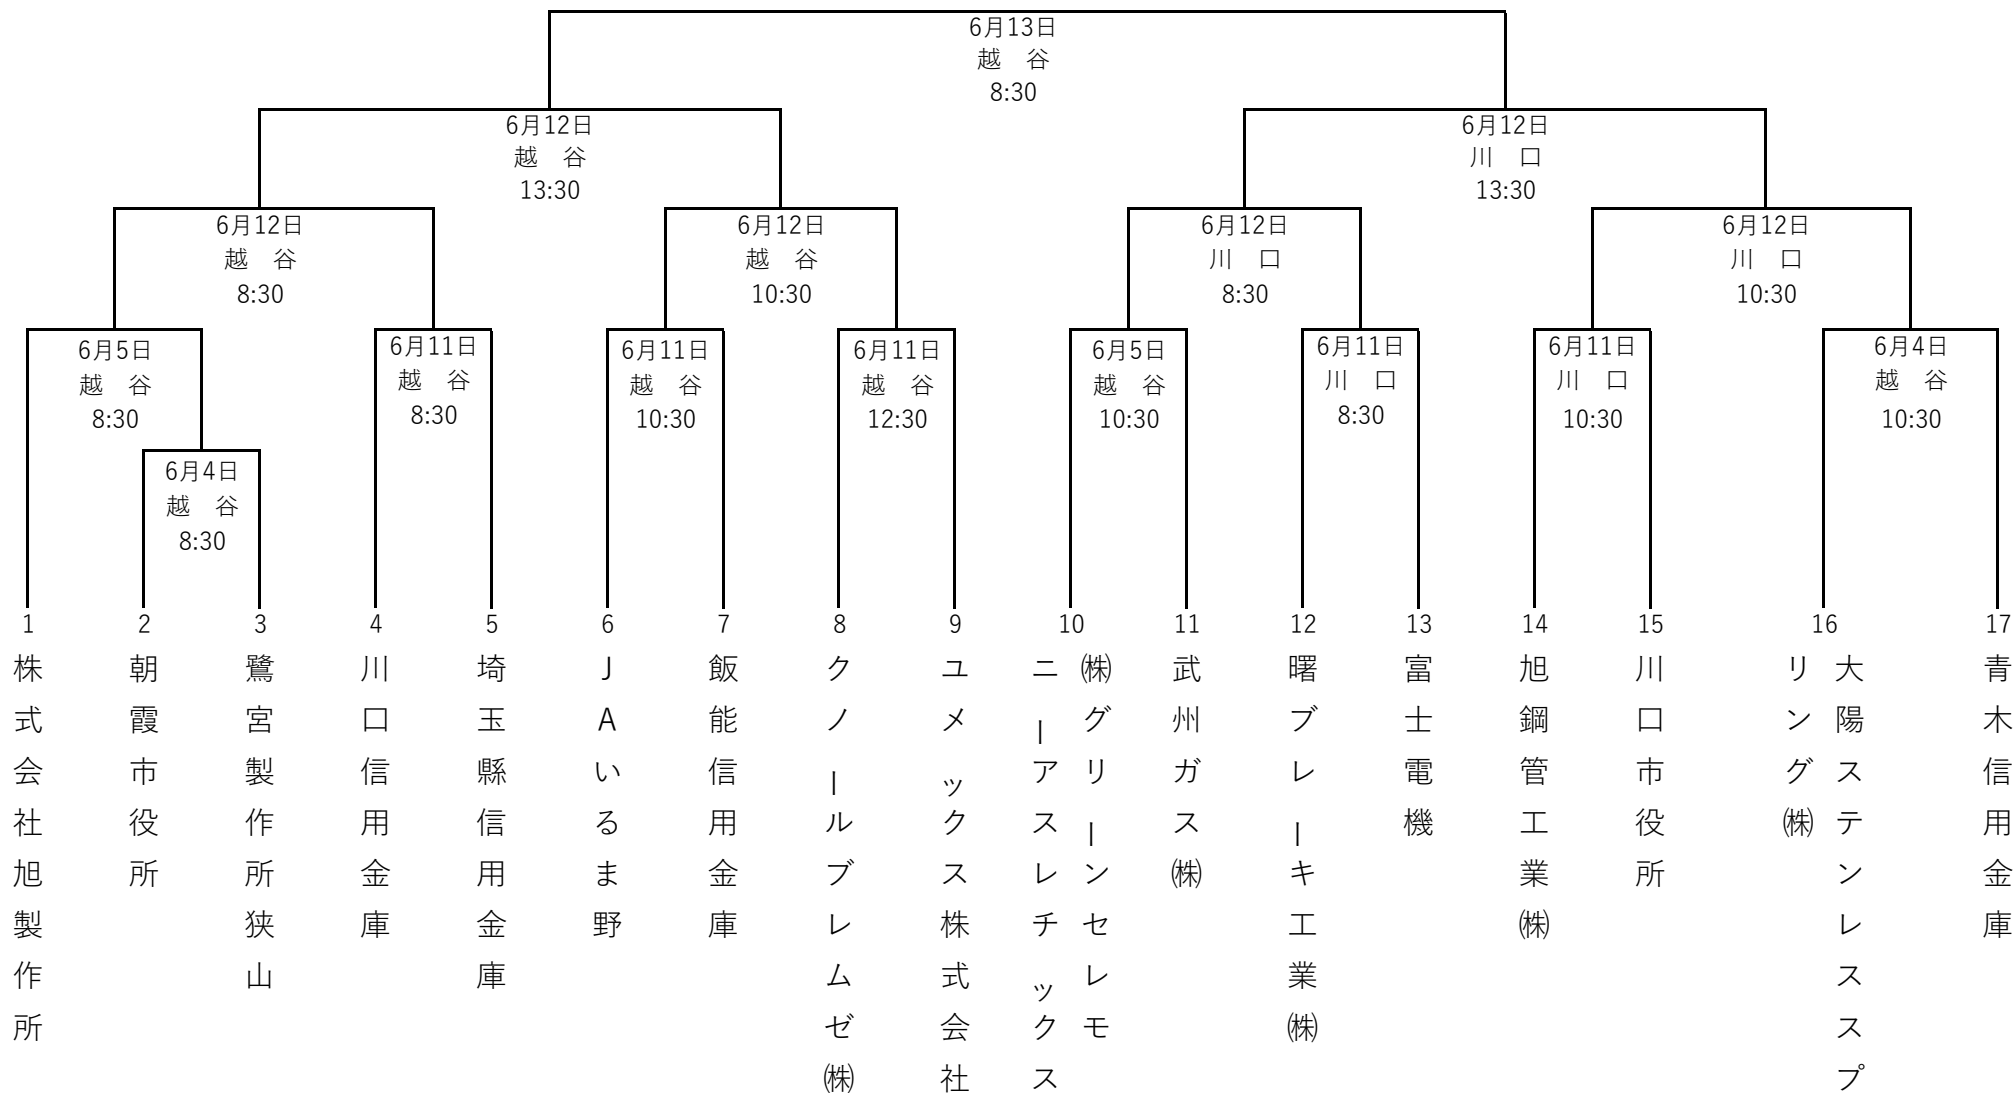 6月13日
越　谷
8:30
6月12日
越　谷
13:30
6月12日
川　口
13:30
6月12日
越　谷
8:30
6月12日
越　谷
10:30
6月12日
川　口
8:30
6月12日
川　口
10:30
6月5日
越　谷
8:30
6月11日
越　谷
8:30
6月11日
越　谷
10:30
6月11日
越　谷
12:30
6月5日
越　谷
10:30
6月11日
川　口
8:30
6月11日
川　口
10:30
6月4日
越　谷
10:30
6月4日
越　谷
8:30
1
株式会社旭製作所
2
朝霞市役所
3
鷺宮製作所狭山
4
川口信用金庫
5
埼玉縣信用金庫
6
JAいるま野
7
飯能信用金庫
8
クノールブレムゼ㈱
9
ユメックス株式会社
10
㈱グリーンセレモ
ニーアスレチックス
11
武州ガス㈱
12
曙ブレーキ工業㈱
13
富士電機
14
旭鋼管工業㈱
15
川口市役所
16
大陽ステンレススプ
リング㈱
17
青木信用金庫